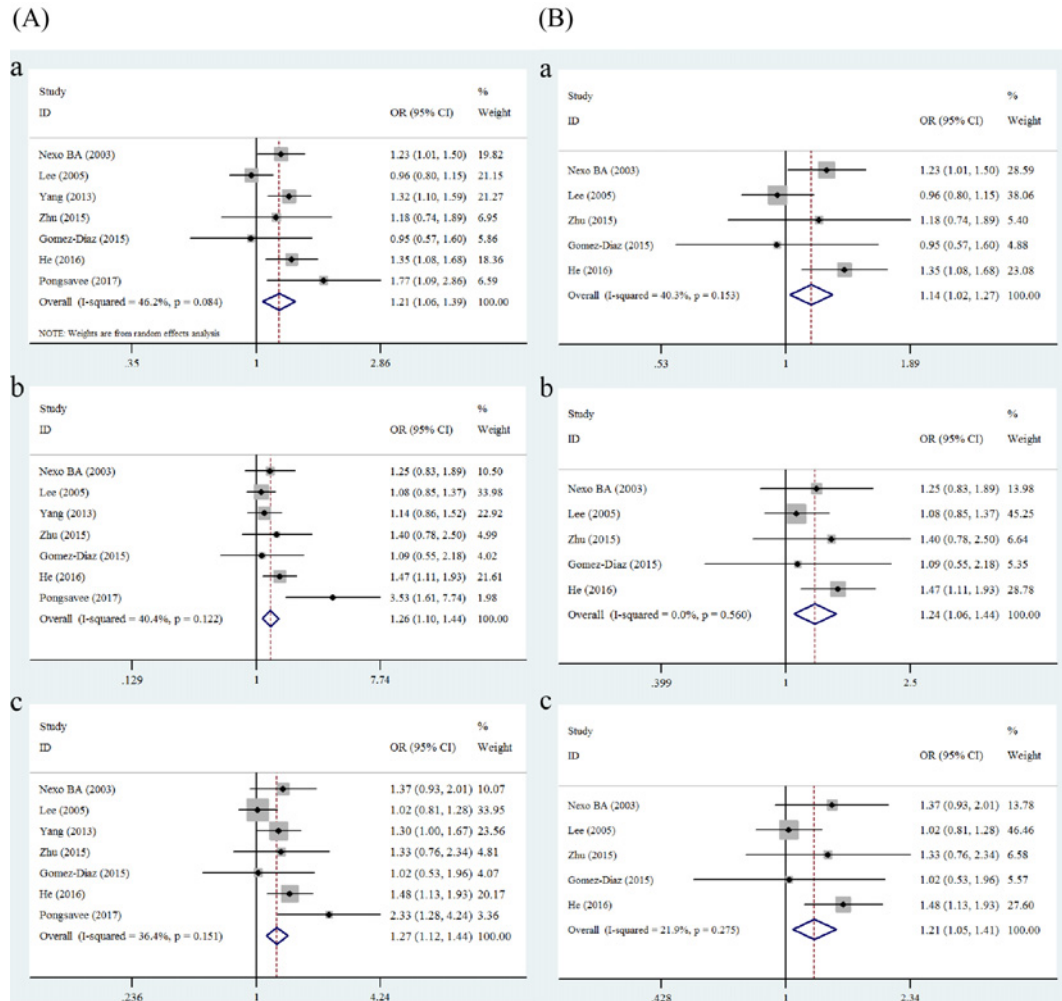 (A)
a
Study %
ID OR (95% CI) Weight
Nexo BA (2003) 1.23 (1.01, 1.50) 19.82
Lee (2005) 0.96 (0.80, 1.15) 21.15
Yang (2013) 1.32 (1.10, 1.59) 21.27
Zhu (2015) 1.18 (0.74, 1.89) 6.95
Gomez-Diaz (2015) 0.95 (0.57, 1.60) 5.86
He (2016) 1.35 (1.08, 1.68) 18.36
Pongsavee (2017) 1.77 (1.09, 2.86) 6.59
Overall (I-squared = 46.2%, p = 0.084) 1.21 (1.06, 1.39) 100.00
NOTE: Weights are from random effects analysis
.35 1 2.86
b
Study %
ID OR (95% CI) Weight
Nexo BA (2003) 1.25 (0.83, 1.89) 10.50
Lee (2005) 1.08 (0.85, 1.37) 33.98
Yang (2013) 1.14 (0.86, 1.52) 22.92
Zhu (2015) 1.40 (0.78, 2.50) 4.99
Gomez-Diaz (2015) 1.09 (0.55, 2.18) 4.02
He (2016) 1.47 (1.11, 1.93) 21.61
Pongsavee (2017) 3.53 (1.61, 7.74) 1.98
Overall (I-squared = 40.4%, p = 0.122) 1.26 (1.10, 1.44) 100.00
.129 1 7.74
c
Study %
ID OR (95% CI) Weight
Nexo BA (2003) 1.37 (0.93, 2.01) 10.07
Lee (2005) 1.02 (0.81, 1.28) 33.95
Yang (2013) 1.30 (1.00, 1.67) 23.56
Zhu (2015) 1.33 (0.76, 2.34) 4.81
Gomez-Diaz (2015) 1.02 (0.53, 1.96) 4.07
He (2016) 1.48 (1.13, 1.93) 20.17
Pongsavee (2017) 2.33 (1.28, 4.24) 3.36
Overall (I-squared = 36.4%, p = 0.151) 1.27 (1.12, 1.44) 100.00
.236 1 4.24
(B)
a
Study %
ID OR (95% CI) Weight
Nexo BA (2003) 1.23 (1.01, 1.50) 28.59
Lee (2005) 0.96 (0.80, 1.15) 38.06
Zhu (2015) 1.18 (0.74, 1.89) 5.40
Gomez-Diaz (2015) 0.95 (0.57, 1.60) 4.88
He (2016) 1.35 (1.08, 1.68) 23.08
Overall (I-squared = 40.3%, p = 0.153) 1.14 (1.02, 1.27) 100.00
.53 1 1.89
b
Study %
ID OR (95% CI) Weight
Nexo BA (2003) 1.25 (0.83, 1.89) 13.98
Lee (2005) 1.08 (0.85, 1.37) 45.25
Zhu (2015) 1.40 (0.78, 2.50) 6.64
Gomez-Diaz (2015) 1.09 (0.55, 2.18) 5.35
He (2016) 1.47 (1.11, 1.93) 28.78
Overall (I-squared = 0.0%, p = 0.560) 1.24 (1.06, 1.44) 100.00
.399 1 2.5
c
Study %
ID OR (95% CI) Weight
Nexo BA (2003) 1.37 (0.93, 2.01) 13.78
Lee (2005) 1.02 (0.81, 1.28) 46.46
Zhu (2015) 1.33 (0.76, 2.34) 6.58
Gomez-Diaz (2015) 1.02 (0.53, 1.96) 5.57
He (2016) 1.48 (1.13, 1.93) 27.60
Overall (I-squared = 21.9%, p = 0.275) 1.21 (1.05, 1.41) 100.00
.428 1 2.34